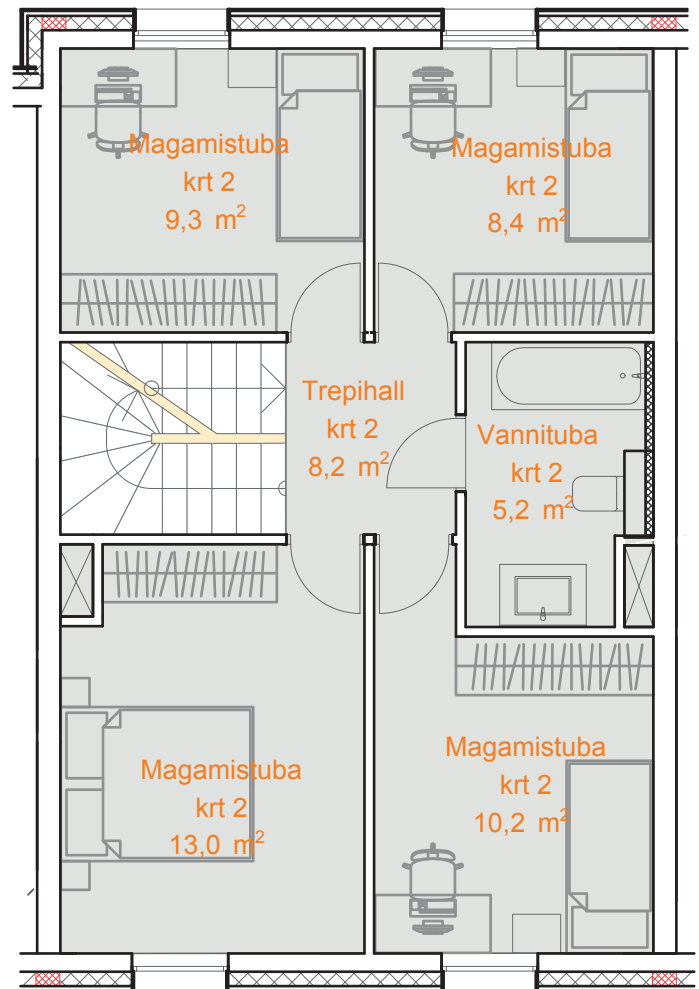 Magamistuba
krt 2
9,3 m²
Magamistuba
krt 2
8,4 m²
Trepihall
krt 2
8,2 m²
Vannituba
krt 2
5,2 m²
Magamistuba
krt 2
13,0 m²
Magamistuba
krt 2
10,2 m²